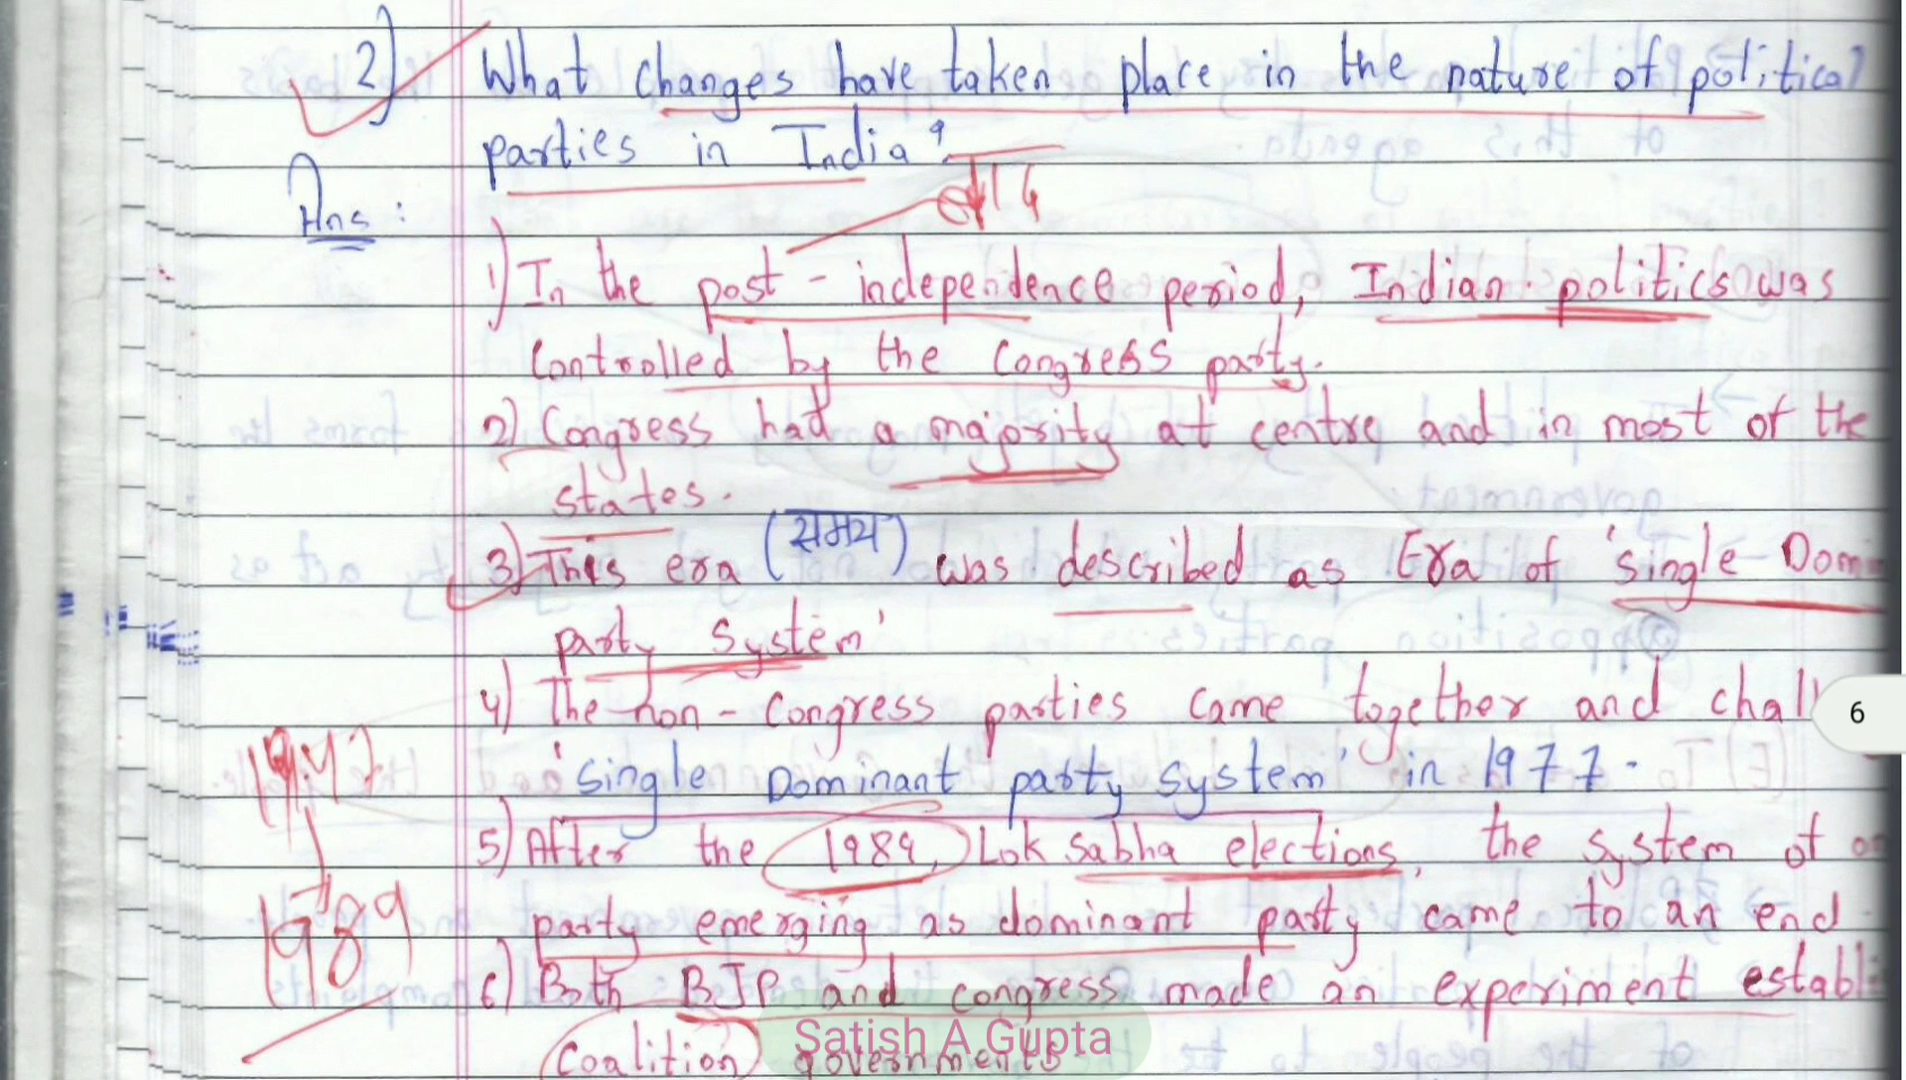 2) What changes have taken place in the nature of political
parties in India?
Ans :
1) In the post - independence period, Indian politics was
controlled by the congress party.
2) Congress had a majority at centre and in most of the
states.
3) This era (समय) was described as Era of 'single Dom
party system'
4) The non - congress parties came together and chall
6
'single Dominant party system' in 1977.
1947
5) After the 1989, Lok sabha elections, the system of
party emerging as dominant party came to an end
1989
6) Both BJP and congress made an experiment establi
Satish A Gupta
coalition governments